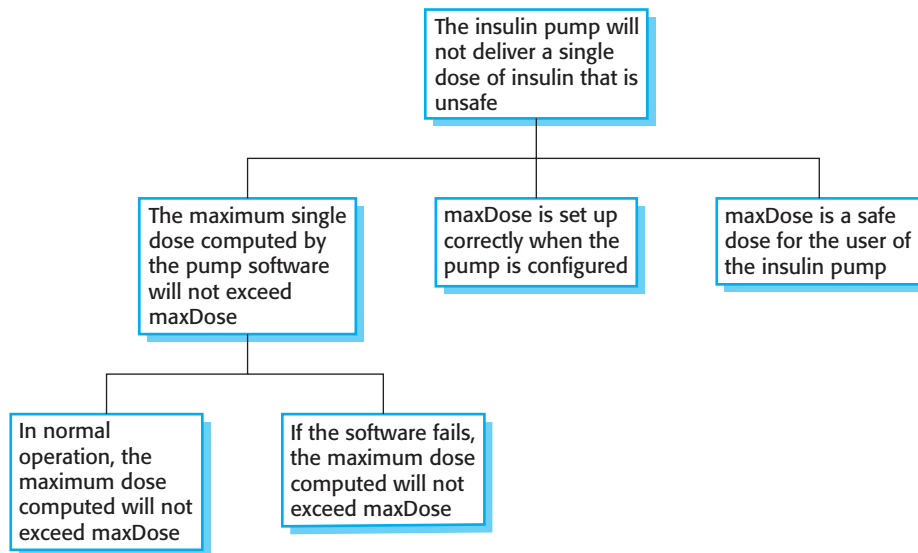 The insulin pump will
not deliver a single
dose of insulin that is
unsafe
The maximum single
dose computed by
the pump software
will not exceed
maxDose
maxDose is set up
correctly when the
pump is configured
maxDose is a safe
dose for the user of
the insulin pump
In normal
operation, the
maximum dose
computed will not
exceed maxDose
If the software fails,
the maximum dose
computed will not
exceed maxDose